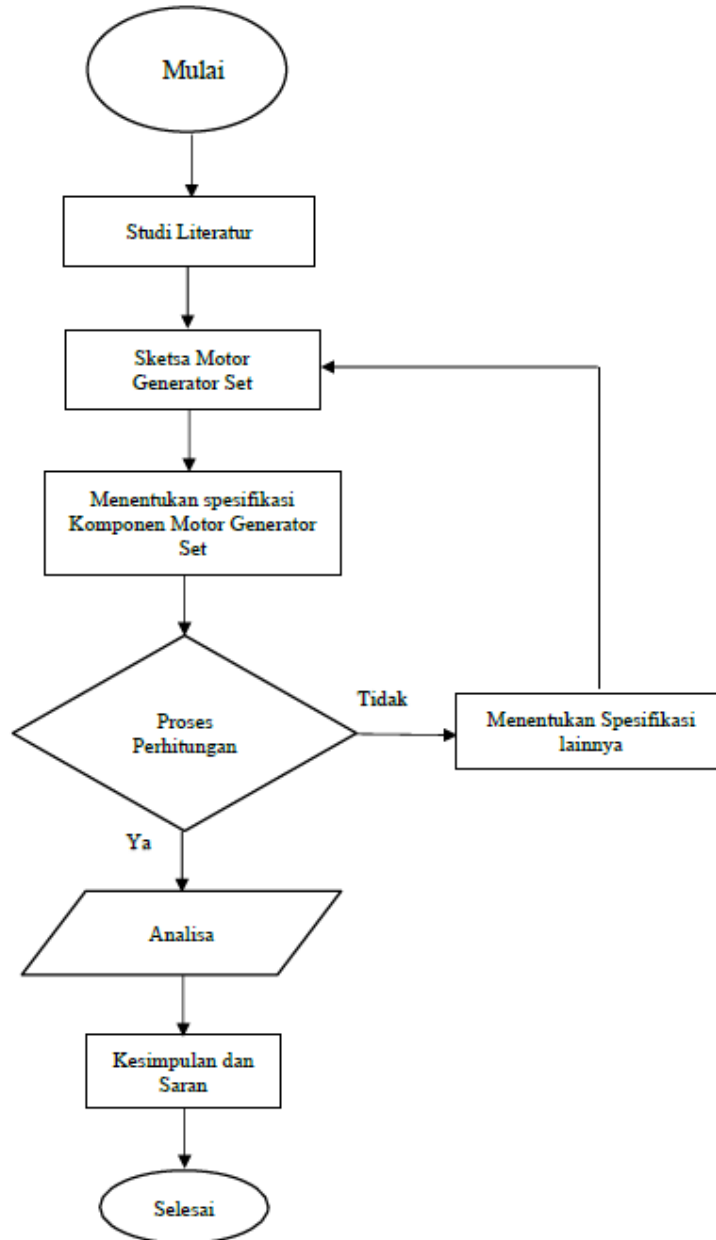 Mulai
Studi Literatur
Sketsa Motor
Generator Set
Menentukan spesifikasi
Komponen Motor Generator
Set
Proses
Perhitungan
Tidak
Menentukan Spesifikasi
lainnya
Ya
Analisa
Kesimpulan dan
Saran
Selesai